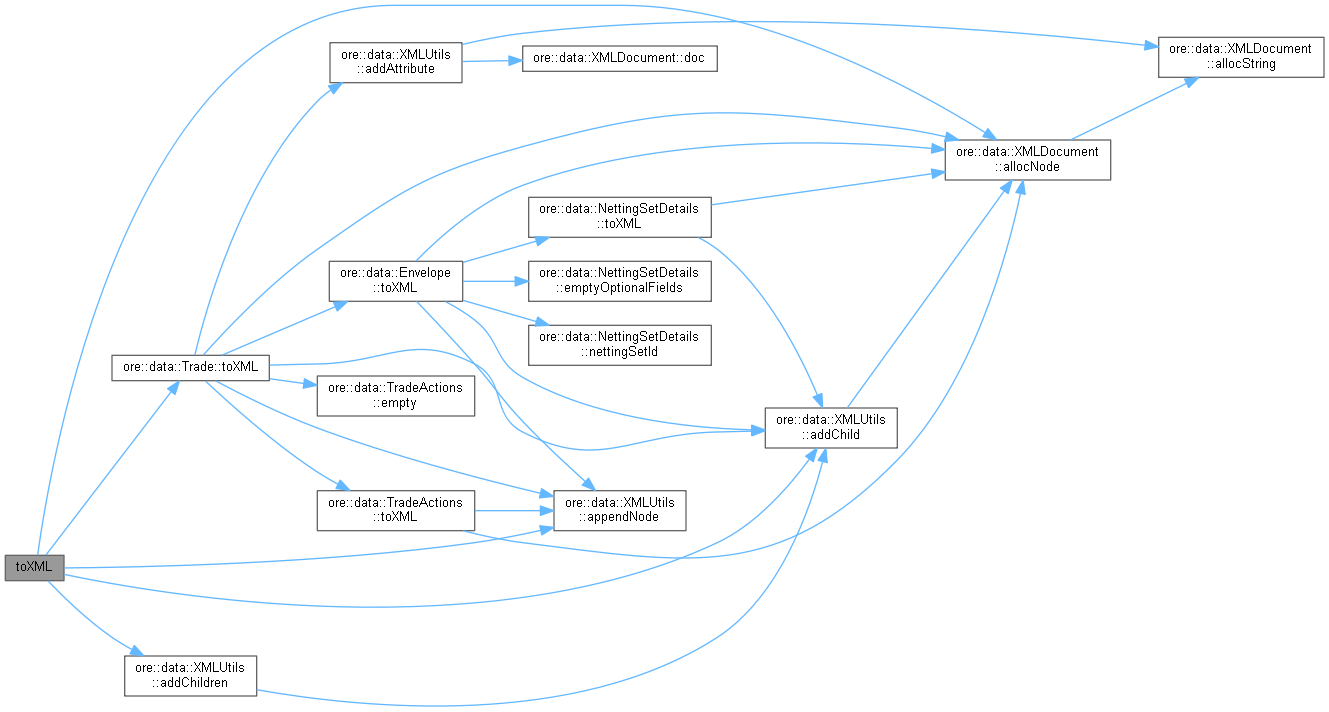 ore::data::XMLUtils
::addAttribute
ore::data::XMLDocument::doc
ore::data::XMLDocument
::allocString
ore::data::XMLDocument
::allocNode
ore::data::NettingSetDetails
::toXML
ore::data::Envelope
::toXML
ore::data::NettingSetDetails
::emptyOptionalFields
ore::data::NettingSetDetails
::nettingSetId
ore::data::Trade::toXML
ore::data::TradeActions
::empty
ore::data::XMLUtils
::addChild
ore::data::TradeActions
::toXML
ore::data::XMLUtils
::appendNode
toXML
ore::data::XMLUtils
::addChildren